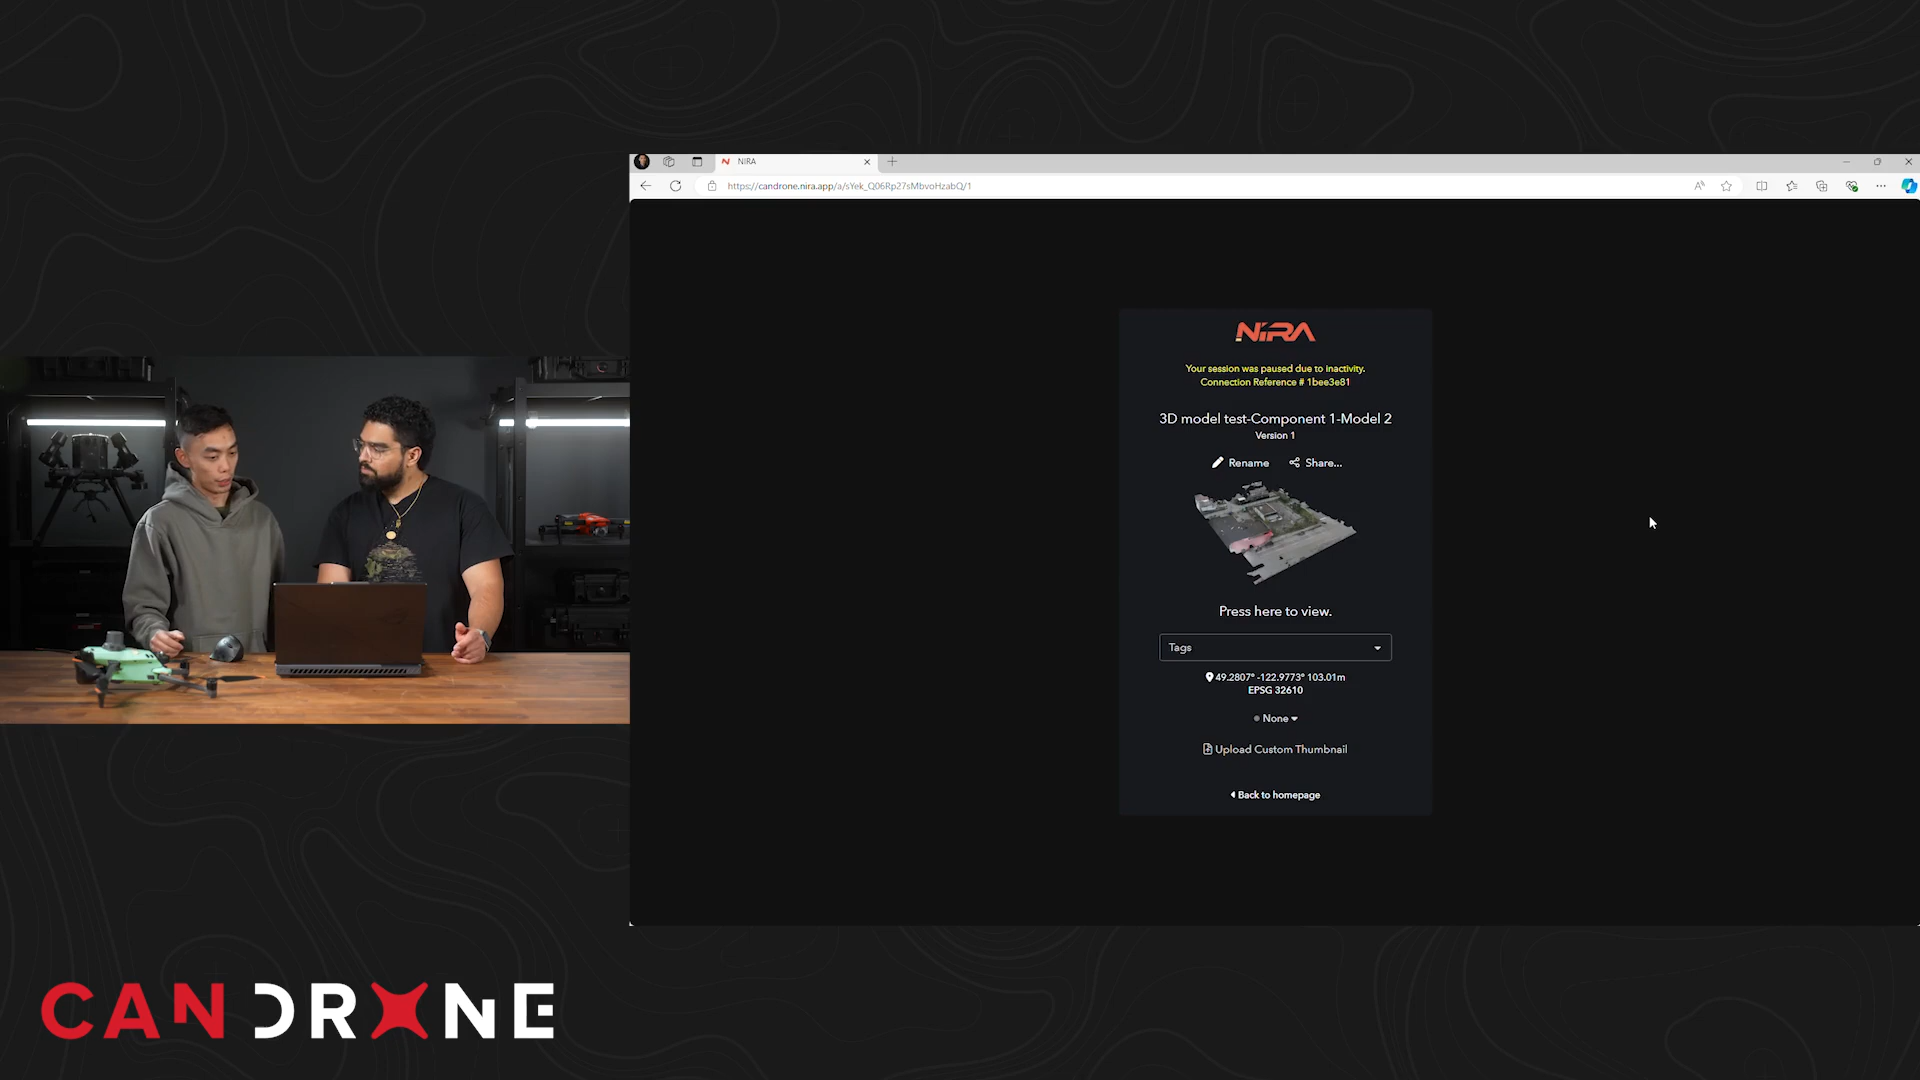 NIRA
https://candrone.nira.app/a/sYek_Q06Rp27sMbvoHzabQ/1
NIRA
Your session was paused due to inactivity.
Connection Reference # 1bee3e81
3D model test-Component 1-Model 2
Version 1
Rename
Share...
Press here to view.
Tags
49.2807° -122.9773° 103.01m
EPSG 32610
None
Upload Custom Thumbnail
Back to homepage
CANDRONE